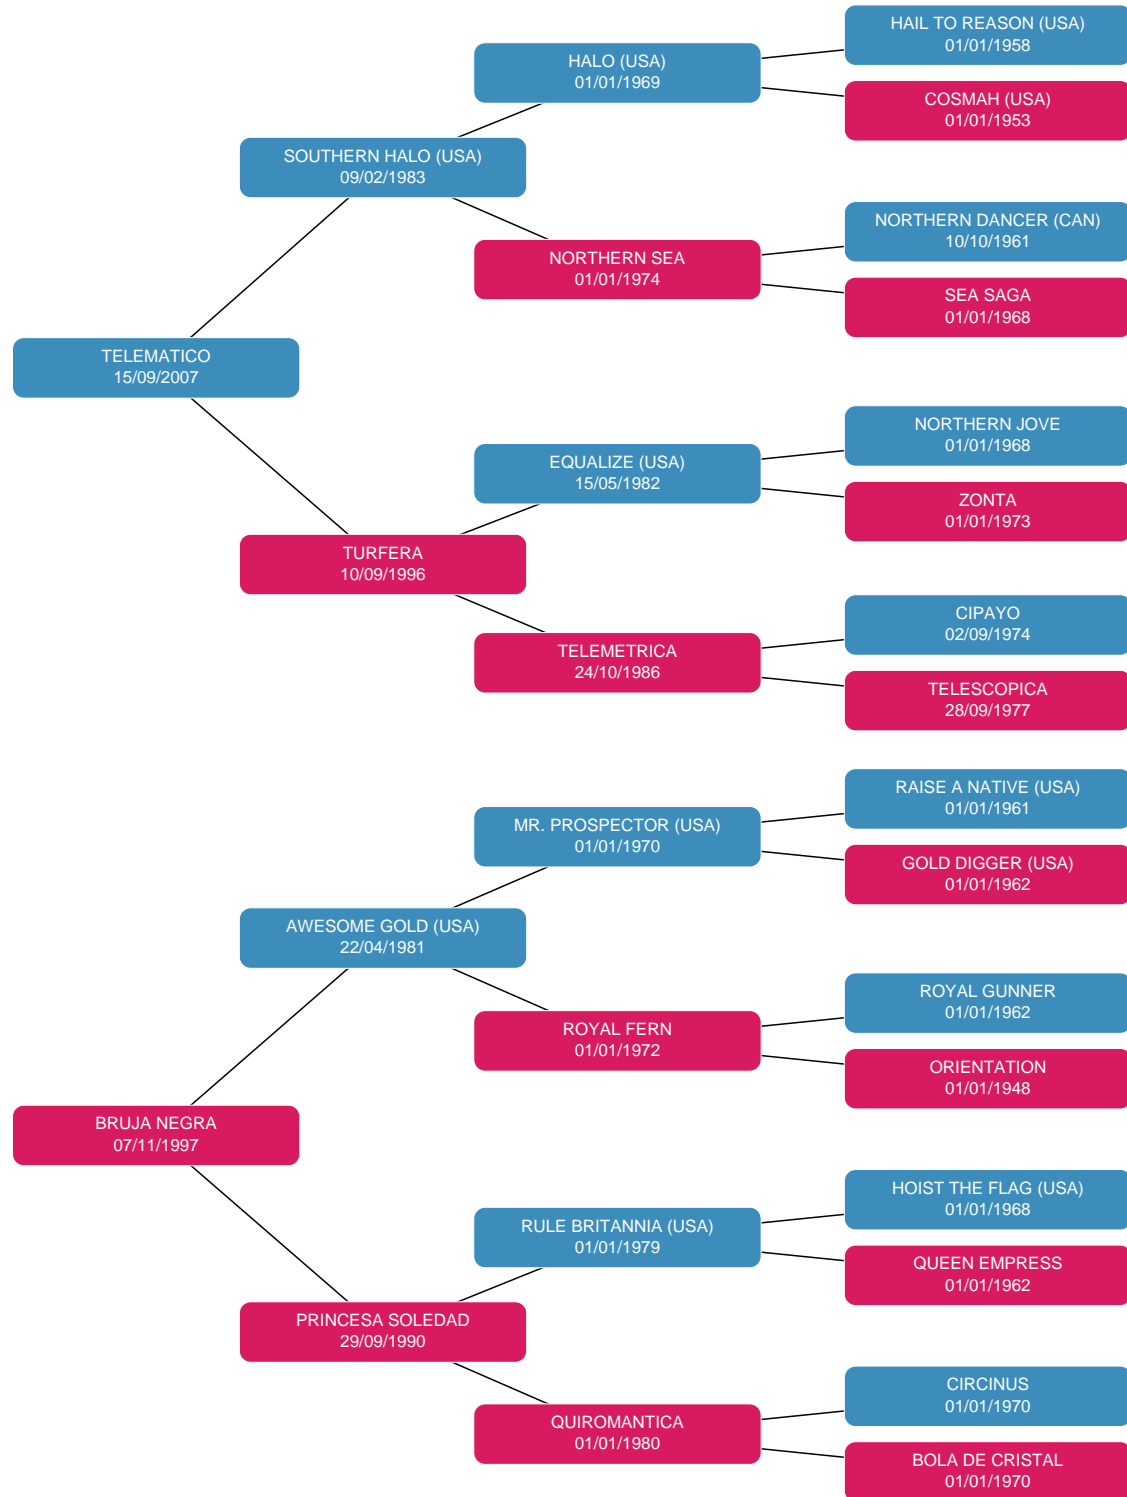 HAIL TO REASON (USA)
01/01/1958
HALO (USA)
01/01/1969
COSMAH (USA)
01/01/1953
SOUTHERN HALO (USA)
09/02/1983
NORTHERN DANCER (CAN)
10/10/1961
NORTHERN SEA
01/01/1974
SEA SAGA
01/01/1968
TELEMATICO
15/09/2007
NORTHERN JOVE
01/01/1968
EQUALIZE (USA)
15/05/1982
ZONTA
01/01/1973
TURFERA
10/09/1996
CIPAYO
02/09/1974
TELEMETRICA
24/10/1986
TELESCOPICA
28/09/1977
RAISE A NATIVE (USA)
01/01/1961
MR. PROSPECTOR (USA)
01/01/1970
GOLD DIGGER (USA)
01/01/1962
AWESOME GOLD (USA)
22/04/1981
ROYAL GUNNER
01/01/1962
ROYAL FERN
01/01/1972
ORIENTATION
01/01/1948
BRUJA NEGRA
07/11/1997
HOIST THE FLAG (USA)
01/01/1968
RULE BRITANNIA (USA)
01/01/1979
QUEEN EMPRESS
01/01/1962
PRINCESA SOLEDAD
29/09/1990
CIRCINUS
01/01/1970
QUIROMANTICA
01/01/1980
BOLA DE CRISTAL
01/01/1970